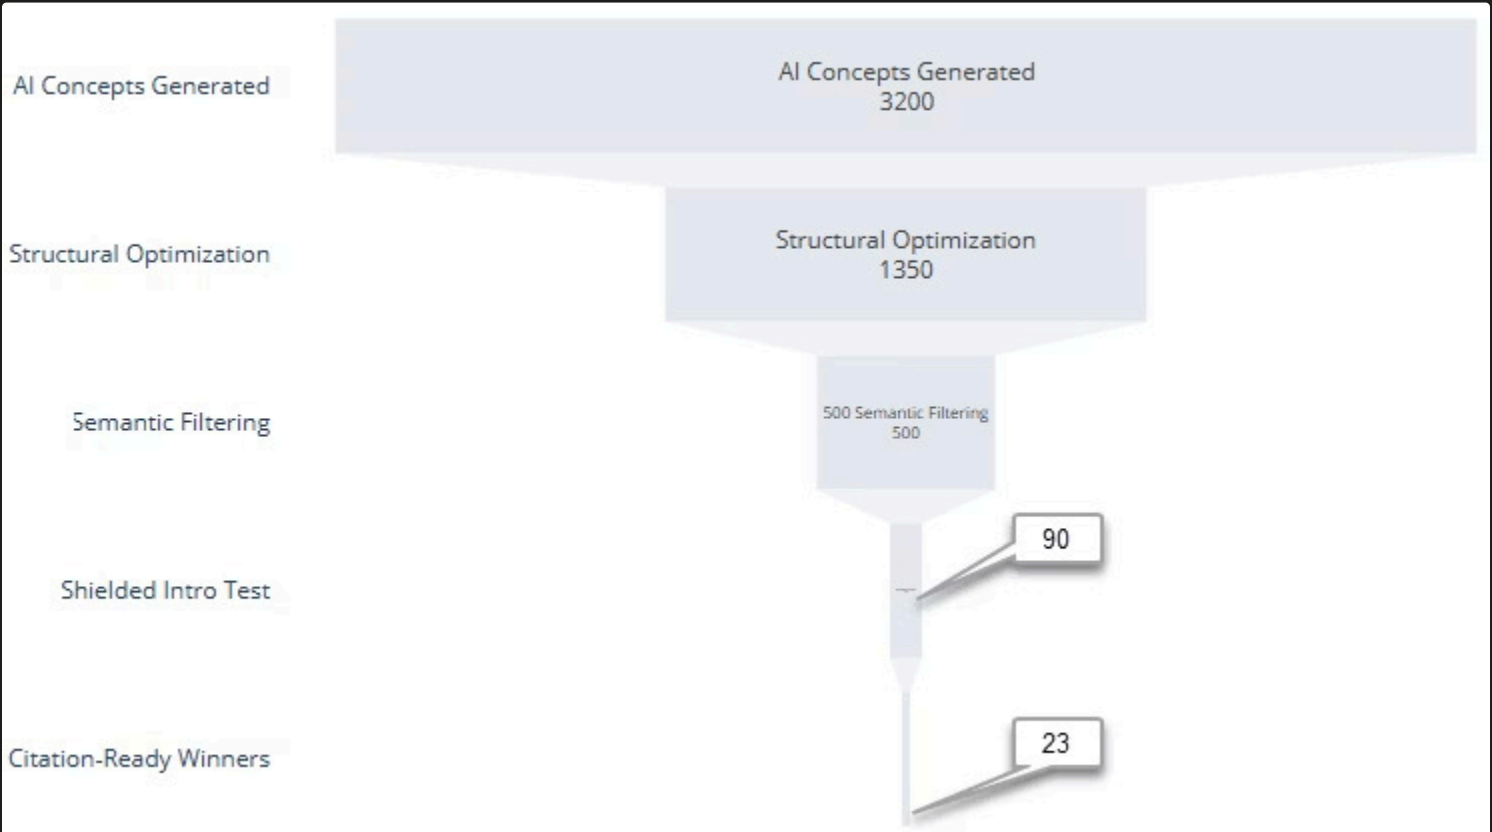 AI Concepts Generated
AI Concepts Generated
3200
Structural Optimization
Structural Optimization
1350
Semantic Filtering
500 Semantic Filtering
500
Shielded Intro Test
90
Citation-Ready Winners
23